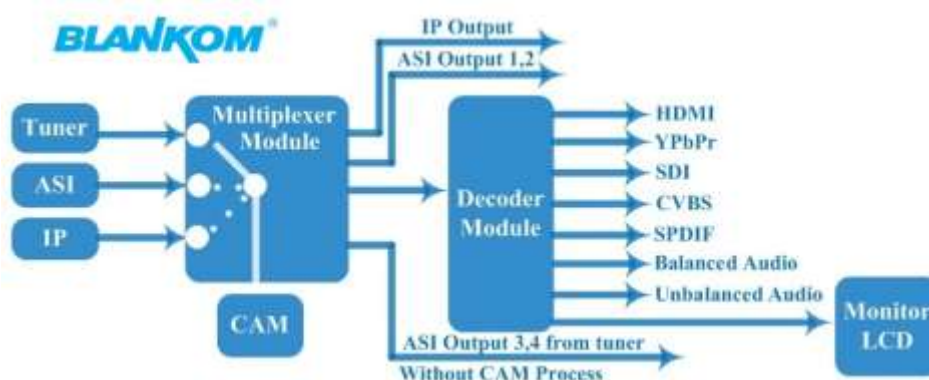 BLANKOM®
IP Output
ASI Output 1,2
Tuner
ASI
IP
Multiplexer
Module
CAM
Decoder
Module
HDMI
YPbPr
SDI
CVBS
SPDIF
Balanced Audio
Unbalanced Audio
Monitor
LCD
ASI Output 3,4 from tuner
Without CAM Process